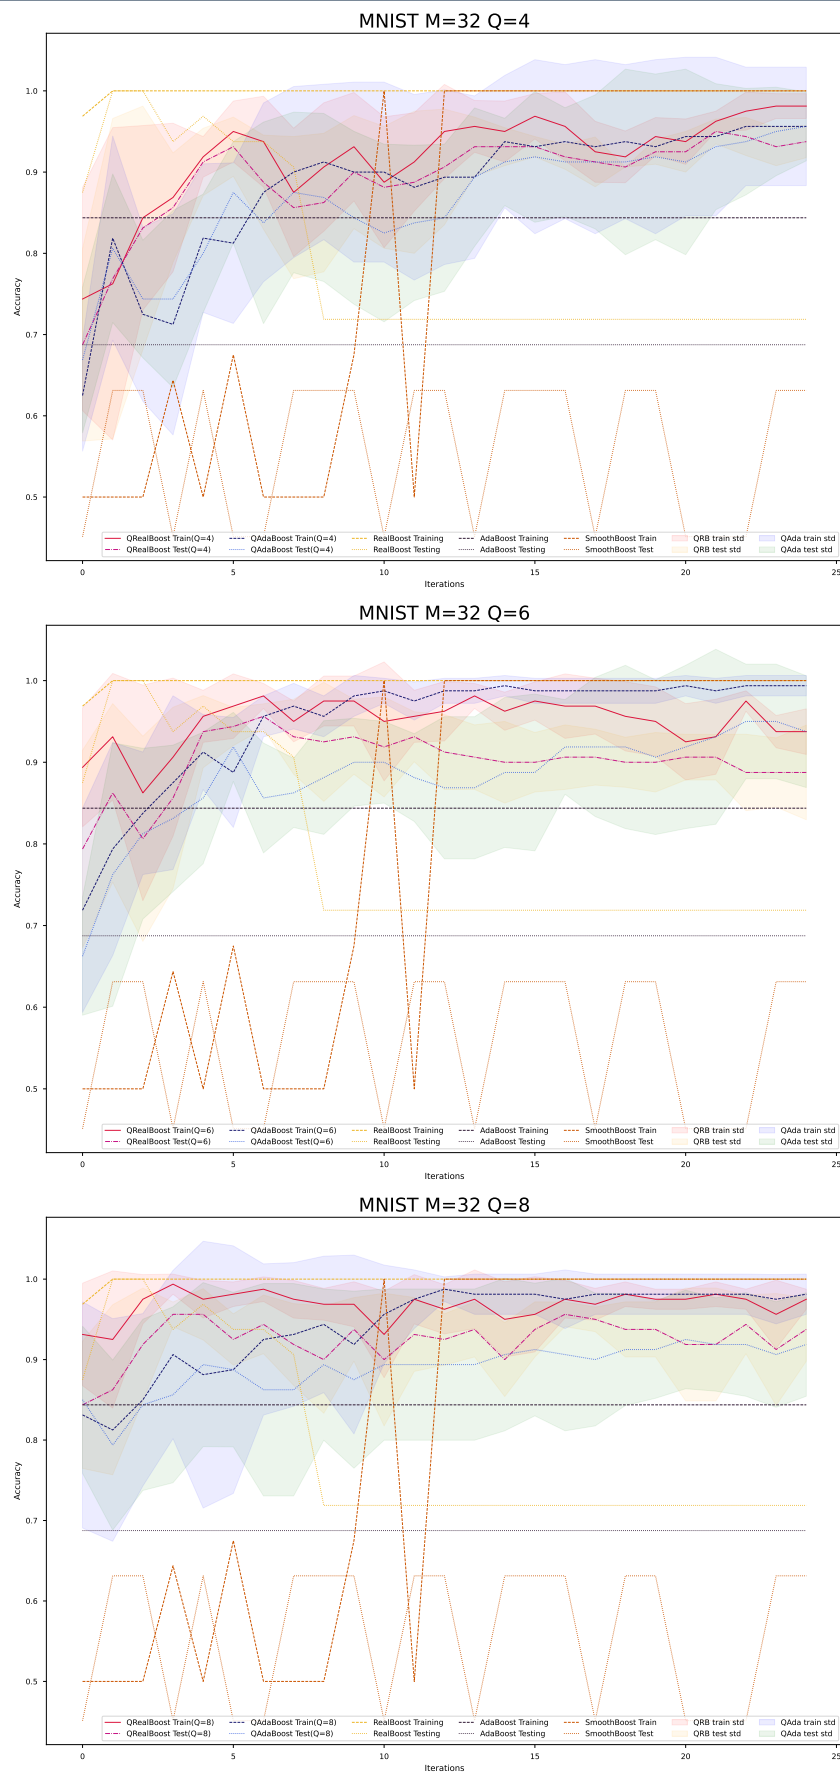 MNIST M=32 Q=4
1.0
0.9
0.8
0.7
0.6
0.5
Accuracy
QRealBoost Train(Q=4) QAdaBoost Train(Q=4) RealBoost Training AdaBoost Training SmoothBoost Train QRB train std QAda train std
QRealBoost Test(Q=4) QAdaBoost Test(Q=4) RealBoost Testing AdaBoost Testing SmoothBoost Test QRB test std QAda test std
0 5 10 15 20 25
Iterations
MNIST M=32 Q=6
1.0
0.9
0.8
0.7
0.6
0.5
Accuracy
QRealBoost Train(Q=6) QAdaBoost Train(Q=6) RealBoost Training AdaBoost Training SmoothBoost Train QRB train std QAda train std
QRealBoost Test(Q=6) QAdaBoost Test(Q=6) RealBoost Testing AdaBoost Testing SmoothBoost Test QRB test std QAda test std
0 5 10 15 20 25
Iterations
MNIST M=32 Q=8
1.0
0.9
0.8
0.7
0.6
0.5
Accuracy
QRealBoost Train(Q=8) QAdaBoost Train(Q=8) RealBoost Training AdaBoost Training SmoothBoost Train QRB train std QAda train std
QRealBoost Test(Q=8) QAdaBoost Test(Q=8) RealBoost Testing AdaBoost Testing SmoothBoost Test QRB test std QAda test std
0 5 10 15 20 25
Iterations